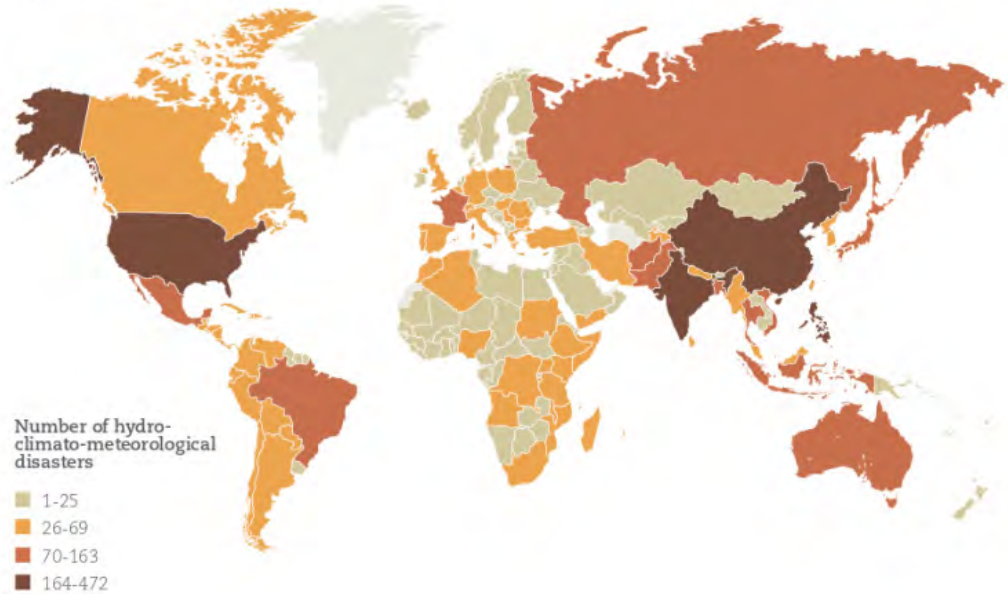 Number of hydro-
climato-meteorological
disasters
1-25
26-69
70-163
164-472